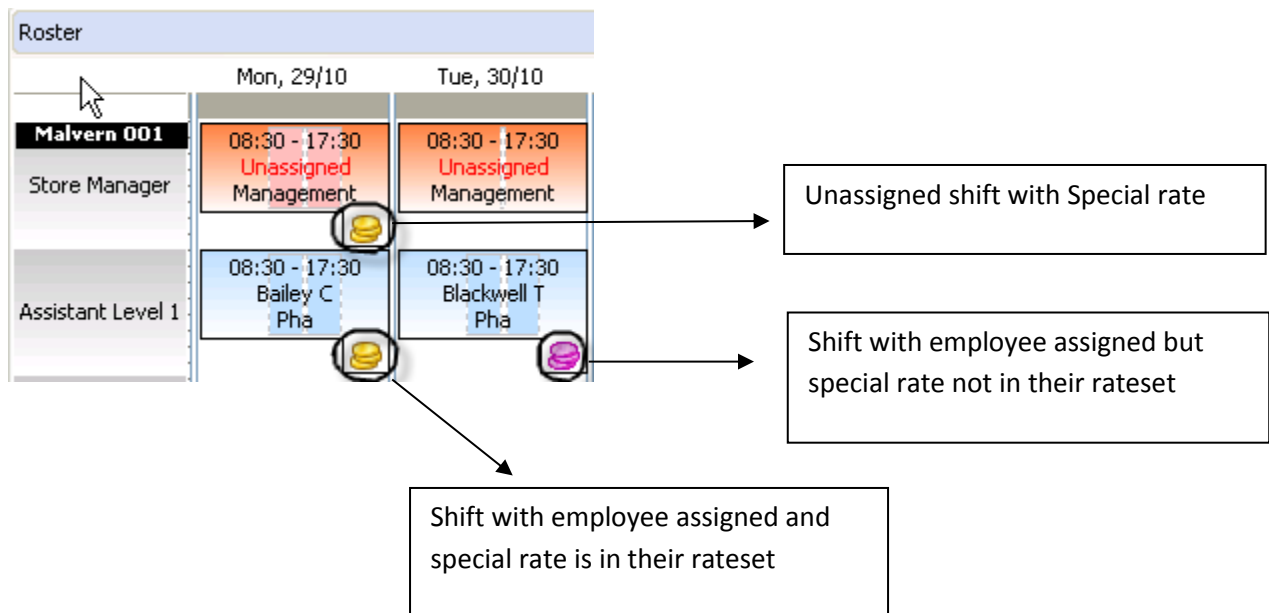 Roster
Mon, 29/10
Tue, 30/10
Malvern 001
Store Manager
08:30 - 17:30
Unassigned
Management
08:30 - 17:30
Unassigned
Management
Assistant Level 1
08:30 - 17:30
Bailey C
Pha
08:30 - 17:30
Blackwell T
Pha
Unassigned shift with Special rate
Shift with employee assigned but
special rate not in their rateset
Shift with employee assigned and
special rate is in their rateset